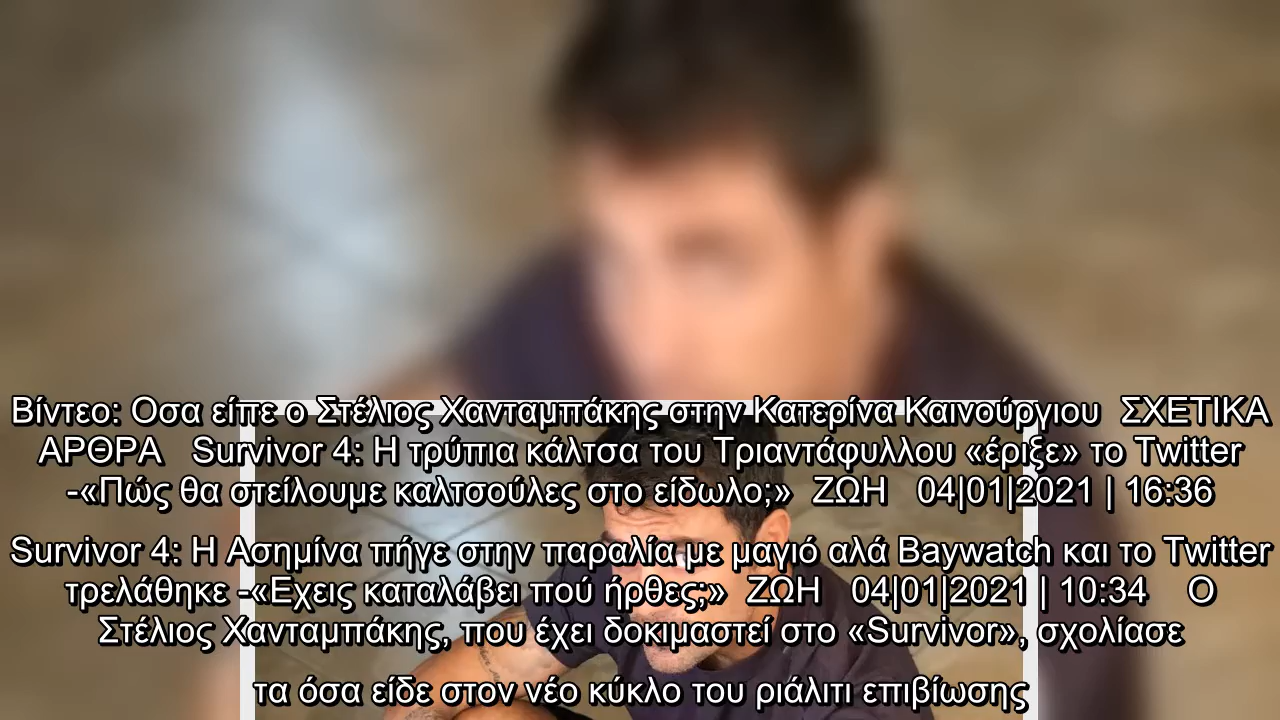 Βίντεο: Οσα είπε ο Στέλιος Χανταμπάκης στην Κατερίνα Καινούργιου ΣΧΕΤΙΚΑ
ΑΡΘΡΑ Survivor 4: Η τρύπια κάλτσα του Τριαντάφυλλου «έριξε» το Twitter
-«Πώς θα στείλουμε καλτσούλες στο είδωλο;» ΖΩΗ 04|01|2021 | 16:36
Survivor 4: Η Ασημίνα πήγε στην παραλία με μαγιό αλά Baywatch και το Twitter
τρελάθηκε -«Εχεις καταλάβει πού ήρθες;» ΖΩΗ 04|01|2021 | 10:34 Ο
Στέλιος Χανταμπάκης, που έχει δοκιμαστεί στο «Survivor», σχολίασε
τα όσα είδε στον νέο κύκλο του ριάλιτι επιβίωσης